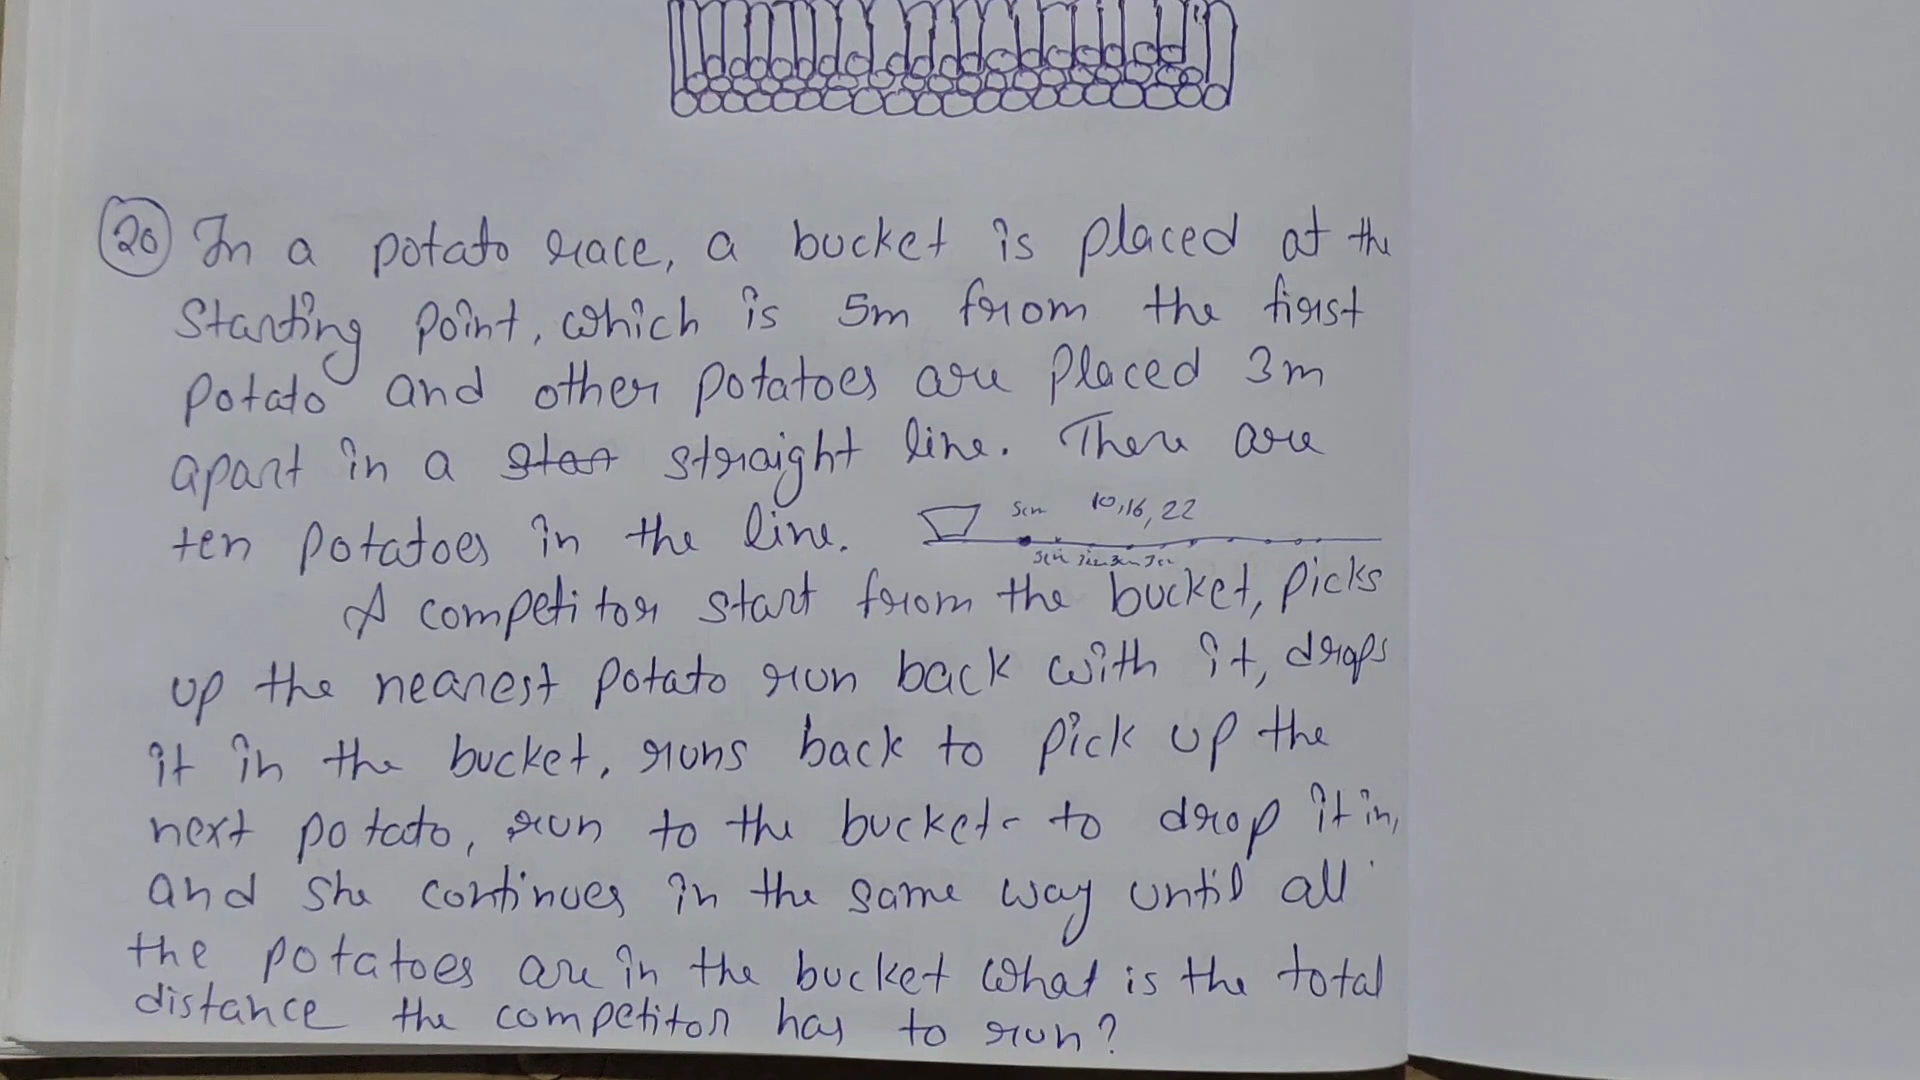 20 In a potato race, a bucket is placed at the
Starting point, which is 5m from the first
Potato and other potatoes are placed 3m
apart in a straight line. There are
ten potatoes in the line. 5cm 10,16,22
A competitor start from the bucket, picks
up the nearest potato run back with it, drops
it in the bucket, runs back to pick up the
next potato, run to the bucket to drop it in,
and she continues in the same way until all
the potatoes are in the bucket what is the total
distance the competitor has to run?